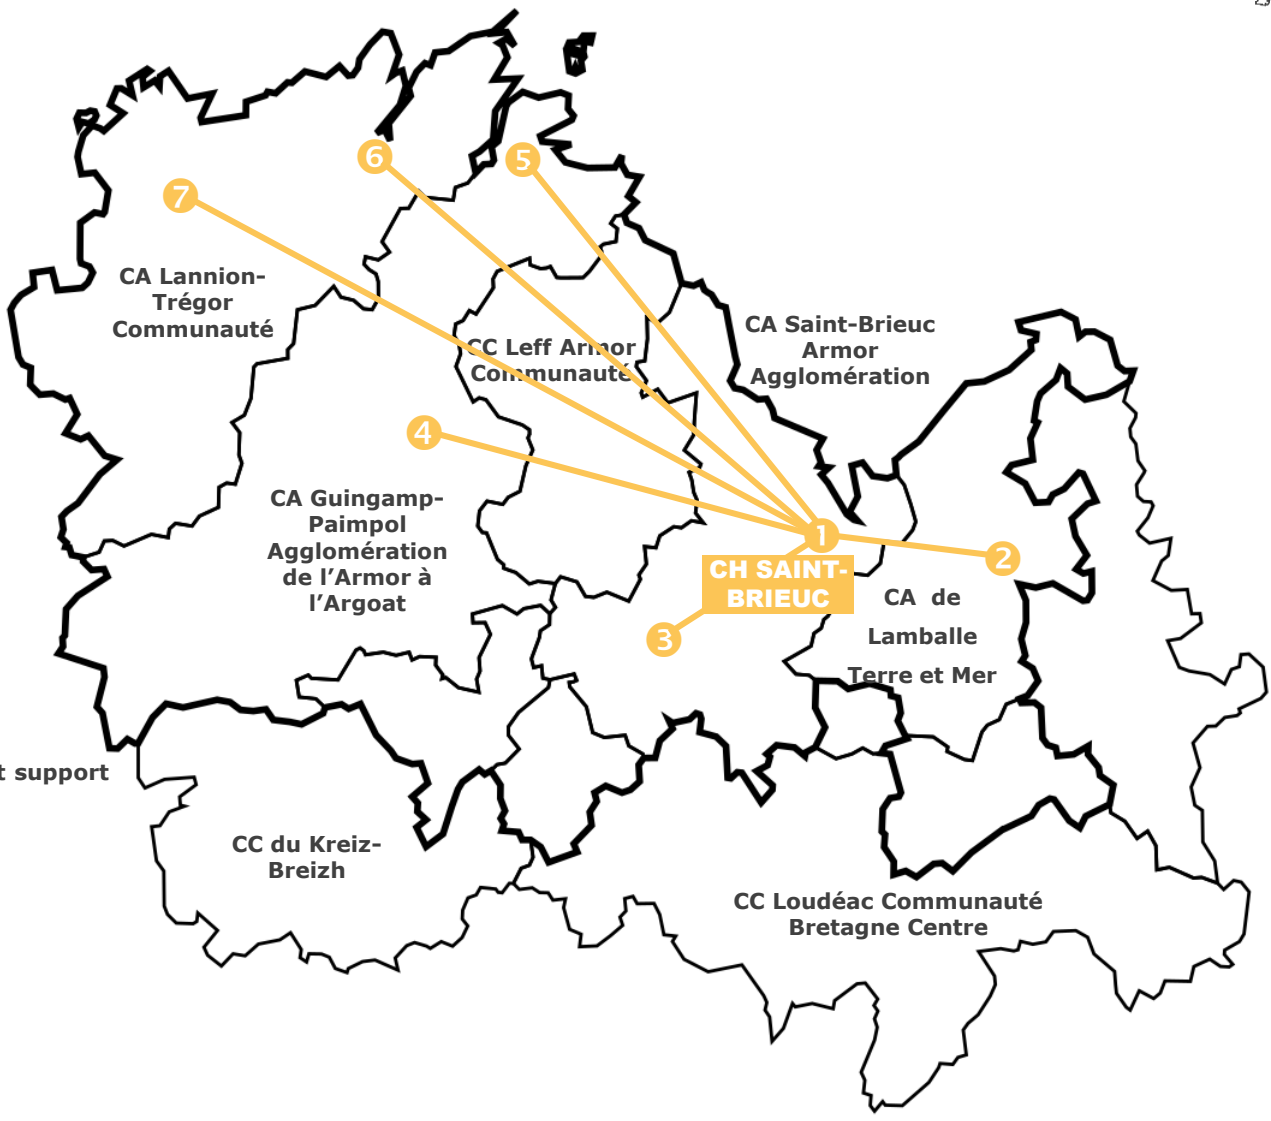 6
5
7
CA Lannion-
Trégor
Communauté
CA Saint-Brieuc
Armor
Agglomération
CC Leff Armor
Communauté
4
CA Guingamp-
Paimpol
Agglomération
de l’Armor à
l’Argoat
1
2
CH SAINT-
BRIEUC
3
CA de
Lamballe
Terre et Mer
t support
CC du Kreiz-
Breizh
CC Loudéac Communauté
Bretagne Centre